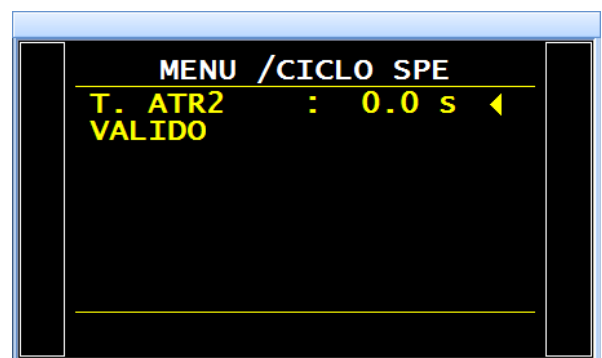 MENU /CICLO SPE
T. ATR2 : 0.0 s
VALIDO